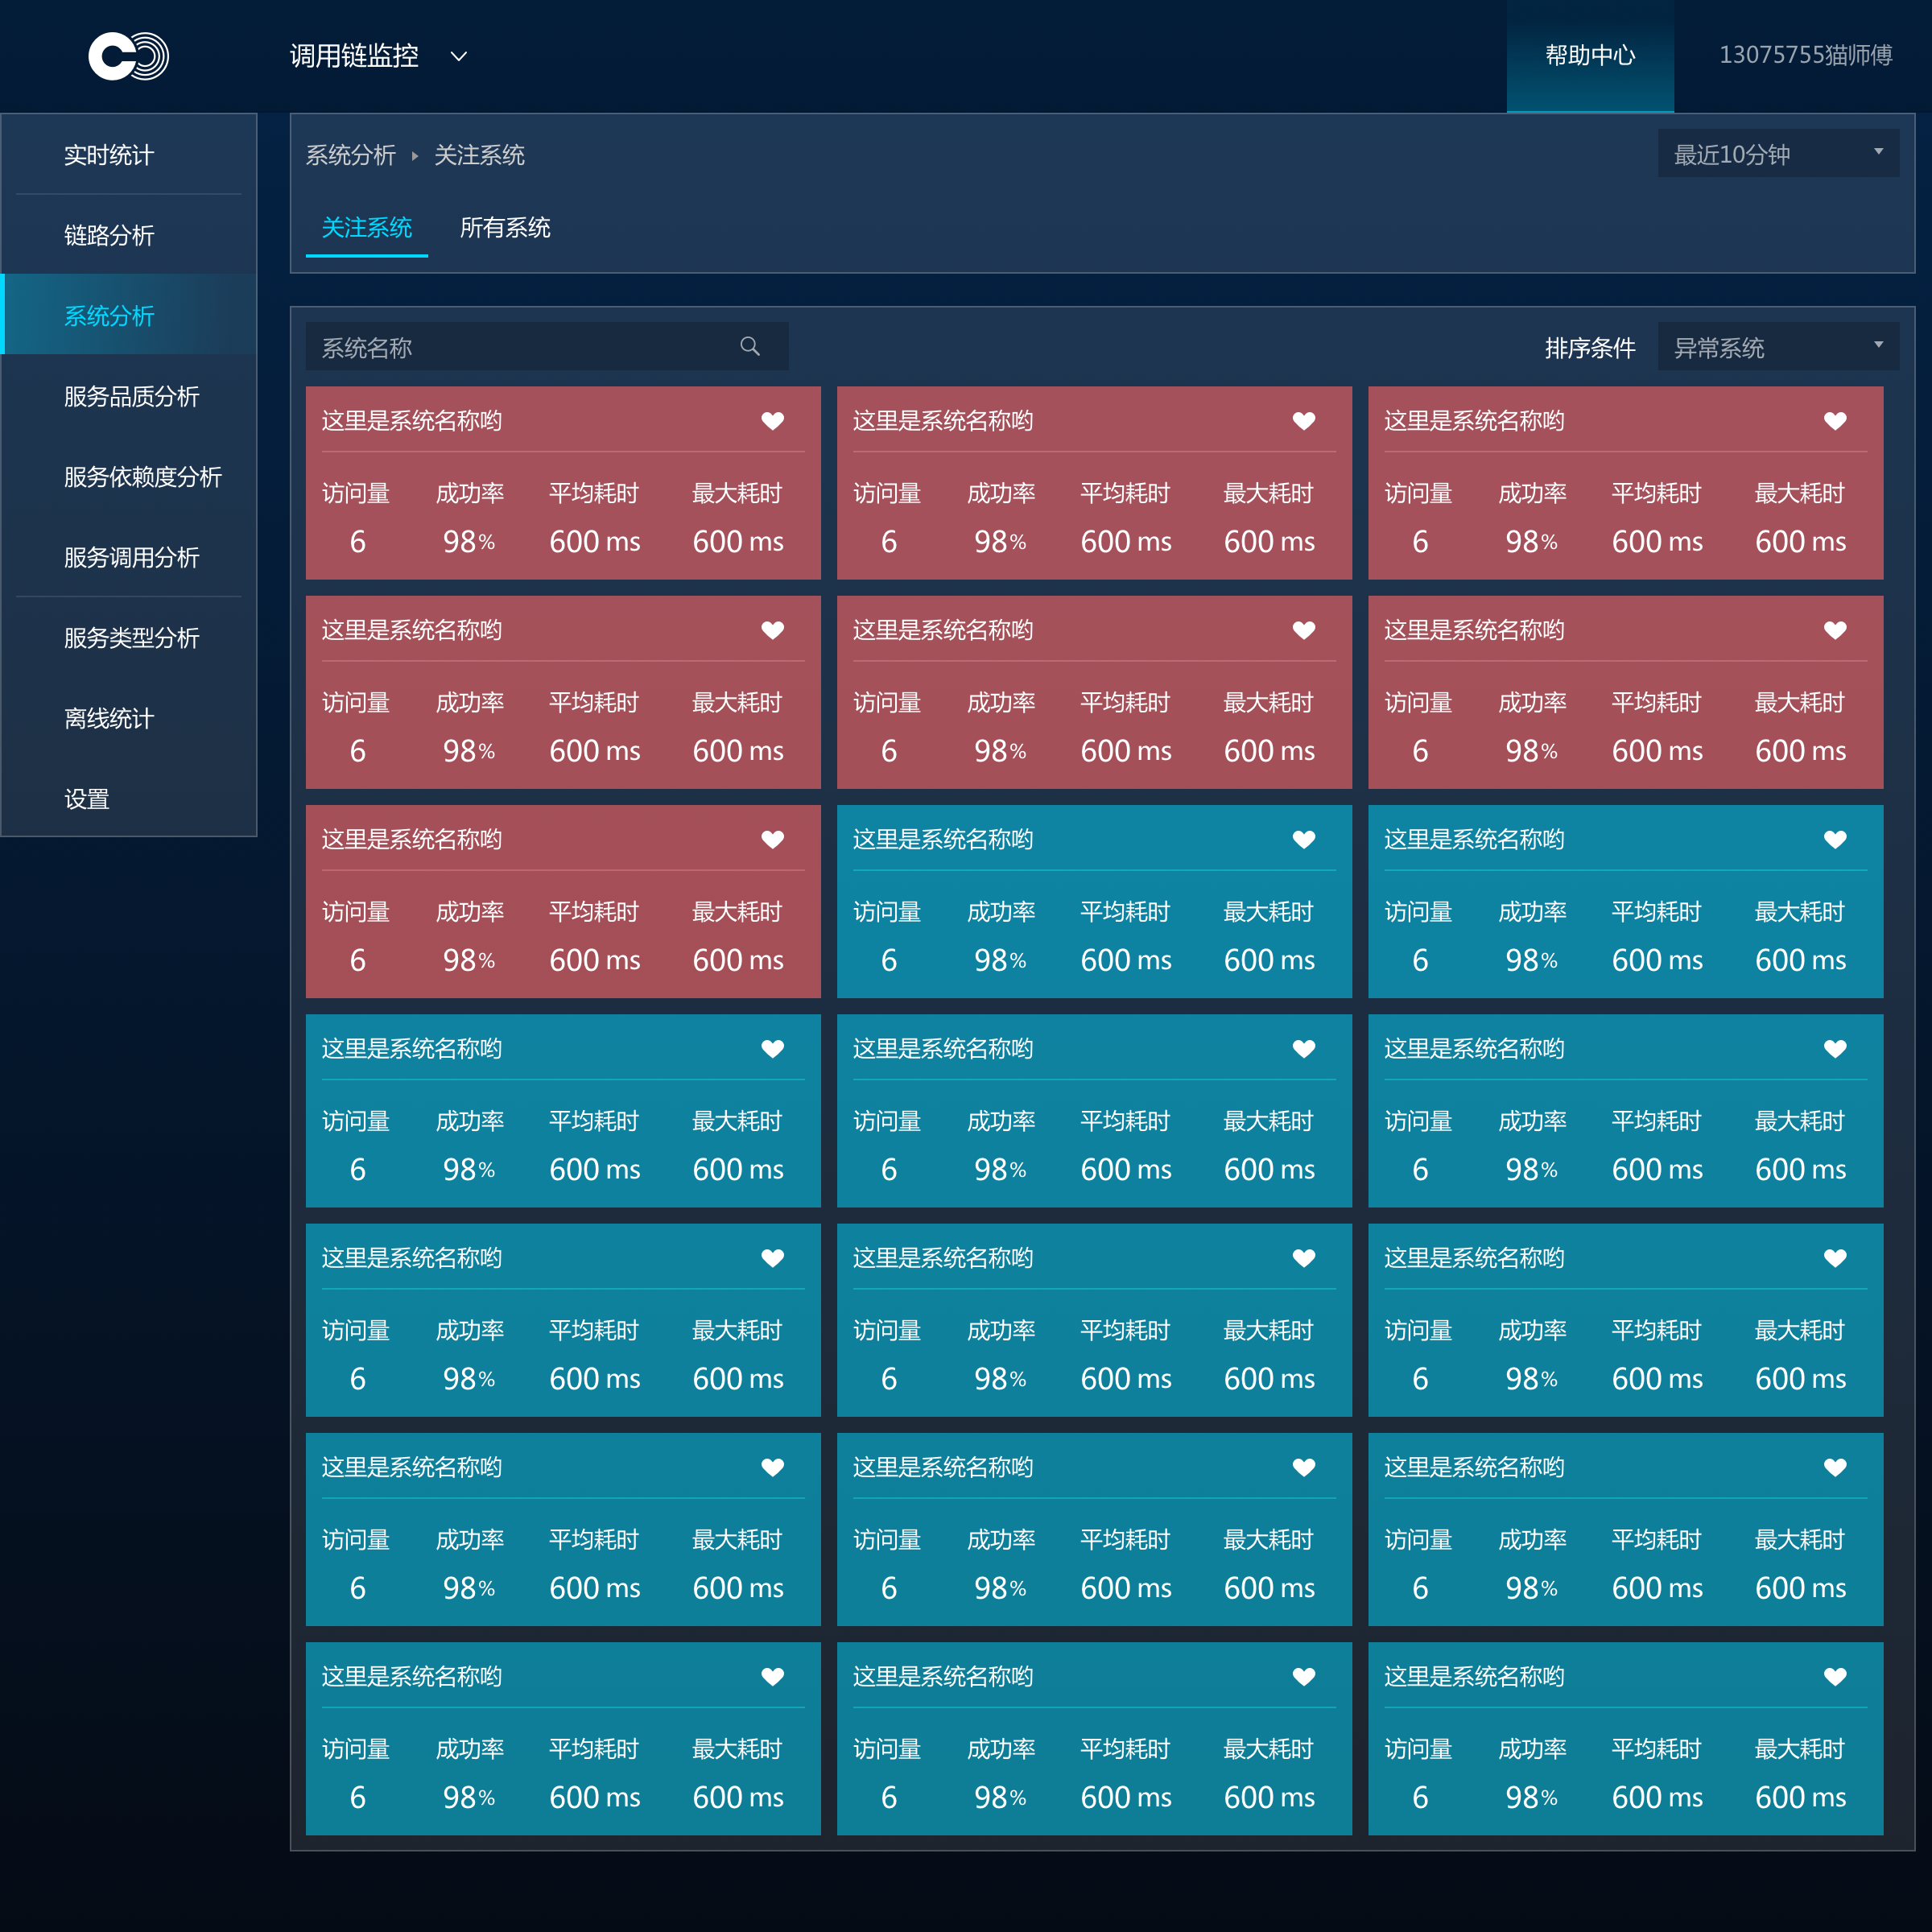 调用链监控
帮助中心
13075755猫师傅
实时统计
链路分析
系统分析
服务品质分析
服务依赖度分析
服务调用分析
服务类型分析
离线统计
设置
系统分析 关注系统
最近10分钟
关注系统 所有系统
系统名称
排序条件 异常系统
这里是系统名称哟 这里是系统名称哟 这里是系统名称哟
访问量 成功率 平均耗时 最大耗时 访问量 成功率 平均耗时 最大耗时 访问量 成功率 平均耗时 最大耗时
6 98% 600 ms 600 ms 6 98% 600 ms 600 ms 6 98% 600 ms 600 ms
这里是系统名称哟 这里是系统名称哟 这里是系统名称哟
访问量 成功率 平均耗时 最大耗时 访问量 成功率 平均耗时 最大耗时 访问量 成功率 平均耗时 最大耗时
6 98% 600 ms 600 ms 6 98% 600 ms 600 ms 6 98% 600 ms 600 ms
这里是系统名称哟 这里是系统名称哟 这里是系统名称哟
访问量 成功率 平均耗时 最大耗时 访问量 成功率 平均耗时 最大耗时 访问量 成功率 平均耗时 最大耗时
6 98% 600 ms 600 ms 6 98% 600 ms 600 ms 6 98% 600 ms 600 ms
这里是系统名称哟 这里是系统名称哟 这里是系统名称哟
访问量 成功率 平均耗时 最大耗时 访问量 成功率 平均耗时 最大耗时 访问量 成功率 平均耗时 最大耗时
6 98% 600 ms 600 ms 6 98% 600 ms 600 ms 6 98% 600 ms 600 ms
这里是系统名称哟 这里是系统名称哟 这里是系统名称哟
访问量 成功率 平均耗时 最大耗时 访问量 成功率 平均耗时 最大耗时 访问量 成功率 平均耗时 最大耗时
6 98% 600 ms 600 ms 6 98% 600 ms 600 ms 6 98% 600 ms 600 ms
这里是系统名称哟 这里是系统名称哟 这里是系统名称哟
访问量 成功率 平均耗时 最大耗时 访问量 成功率 平均耗时 最大耗时 访问量 成功率 平均耗时 最大耗时
6 98% 600 ms 600 ms 6 98% 600 ms 600 ms 6 98% 600 ms 600 ms
这里是系统名称哟 这里是系统名称哟 这里是系统名称哟
访问量 成功率 平均耗时 最大耗时 访问量 成功率 平均耗时 最大耗时 访问量 成功率 平均耗时 最大耗时
6 98% 600 ms 600 ms 6 98% 600 ms 600 ms 6 98% 600 ms 600 ms